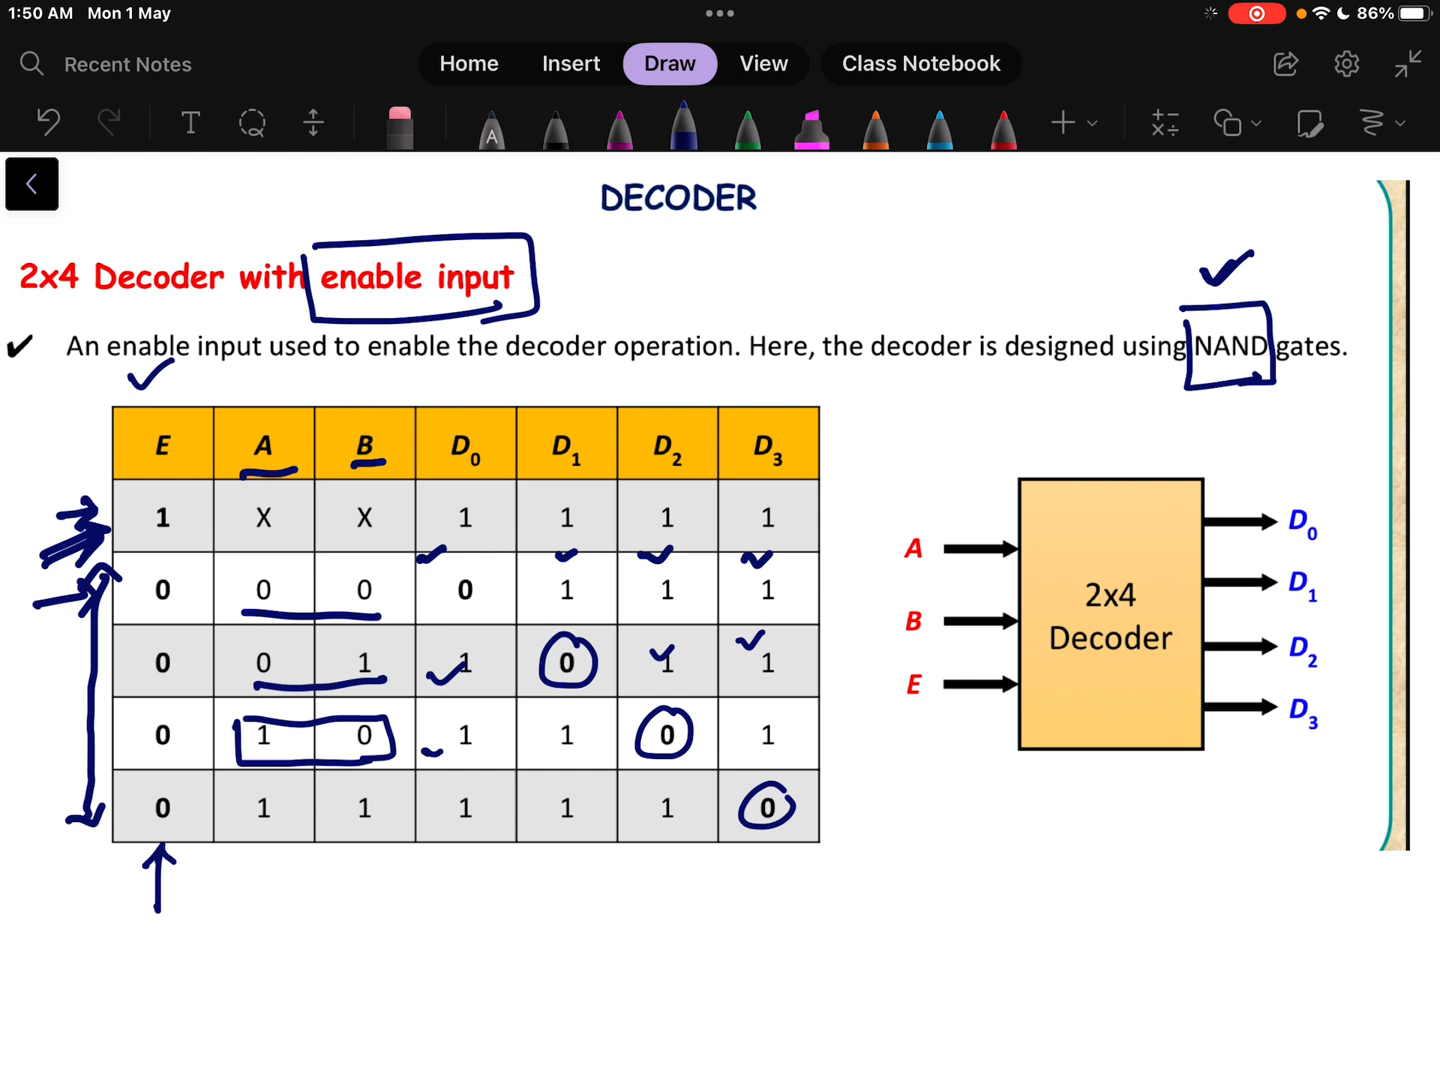 1:50 AM Mon 1 May
86%
Recent Notes
Home Insert Draw View Class Notebook
T A
DECODER
2x4 Decoder with enable input
✔ An enable input used to enable the decoder operation. Here, the decoder is designed using NAND gates.
E A B D0 D1 D2 D3
1 X X 1 1 1 1
0 0 0 0 1 1 1
0 0 1 1 0 1 1
0 1 0 1 1 0 1
0 1 1 1 1 1 0
A
B
E
2x4
Decoder
D0
D1
D2
D3